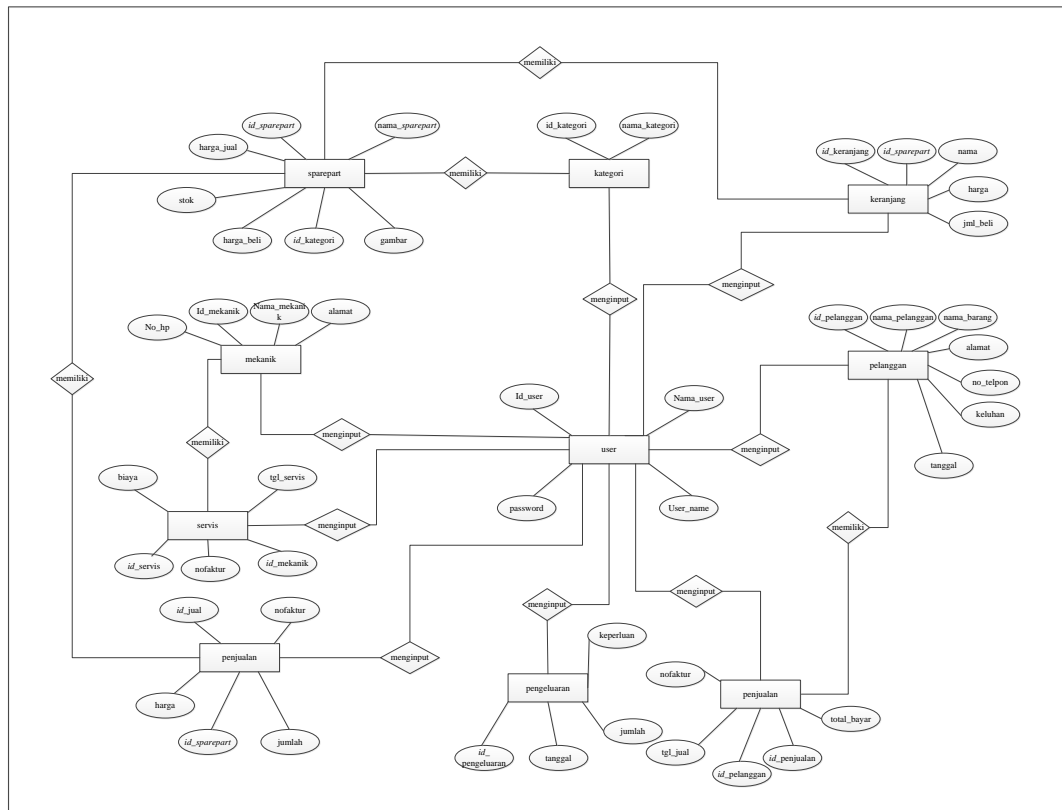 memiliki
id_sparepart
nama_sparepart
id_kategori
nama_kategori
harga_jual
id_keranjang
id_sparepart
nama
sparepart
memiliki
kategori
harga
keranjang
stok
jml_beli
harga_beli
id_kategori
gambar
menginput
menginput
Id_mekanik
Nama_mekani
k
alamat
No_hp
id_pelanggan
nama_pelanggan
nama_barang
alamat
mekanik
pelanggan
memiliki
no_telpon
Id_user
Nama_user
keluhan
menginput
memiliki
user
menginput
tanggal
biaya
tgl_servis
password
User_name
servis
menginput
memiliki
id_servis
nofaktur
id_mekanik
id_jual
nofaktur
menginput
menginput
keperluan
penjualan
menginput
nofaktur
pengeluaran
penjualan
harga
total_bayar
id_sparepart
jumlah
jumlah
id_
pengeluaran
tanggal
tgl_jual
id_penjualan
id_pelanggan